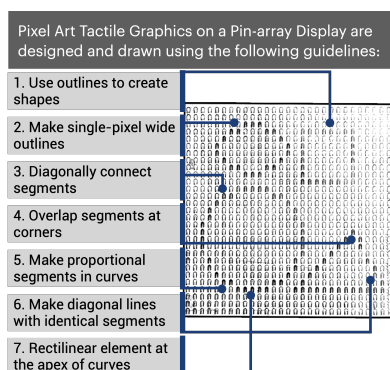 Pixel Art Tactile Graphics on a Pin-array Display are
designed and drawn using the following guidelines:
1. Use outlines to create
shapes
2. Make single-pixel wide
outlines
3. Diagonally connect
segments
4. Overlap segments at
corners
5. Make proportional
segments in curves
6. Make diagonal lines
with identical segments
7. Rectilinear element at
the apex of curves